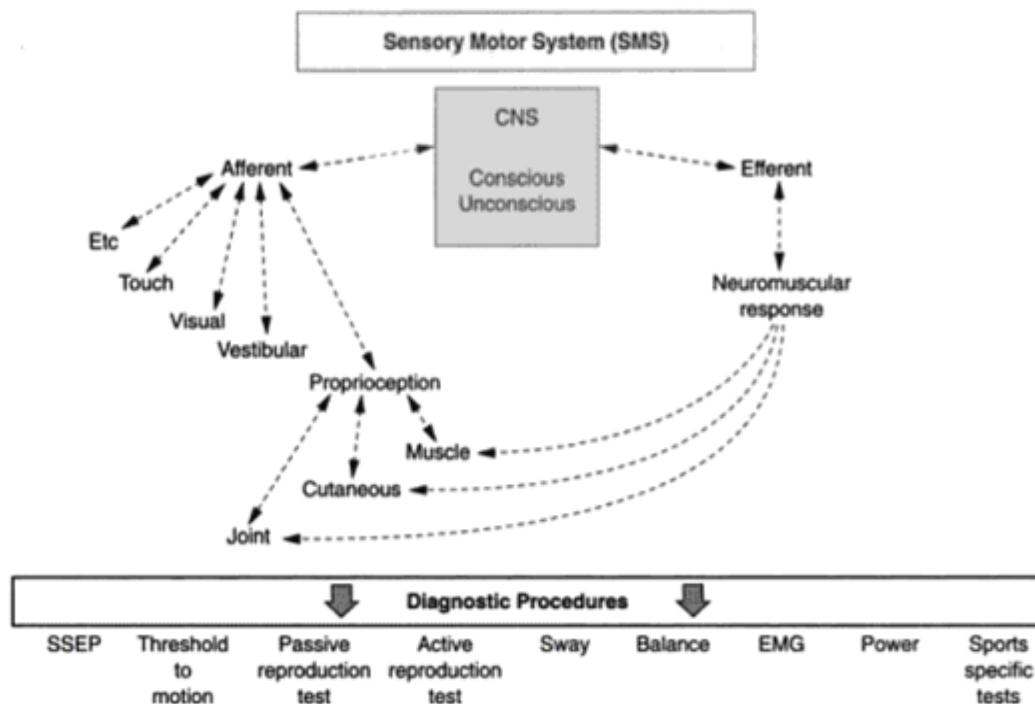 Sensory Motor System (SMS)
CNS
Conscious
Unconscious
Afferent
Efferent
Etc
Touch
Visual
Vestibular
Proprioception
Neuromuscular
response
Muscle
Cutaneous
Joint
Diagnostic Procedures
SSEP
Threshold
to
motion
Passive
reproduction
test
Active
reproduction
test
Sway
Balance
EMG
Power
Sports
specific
tests